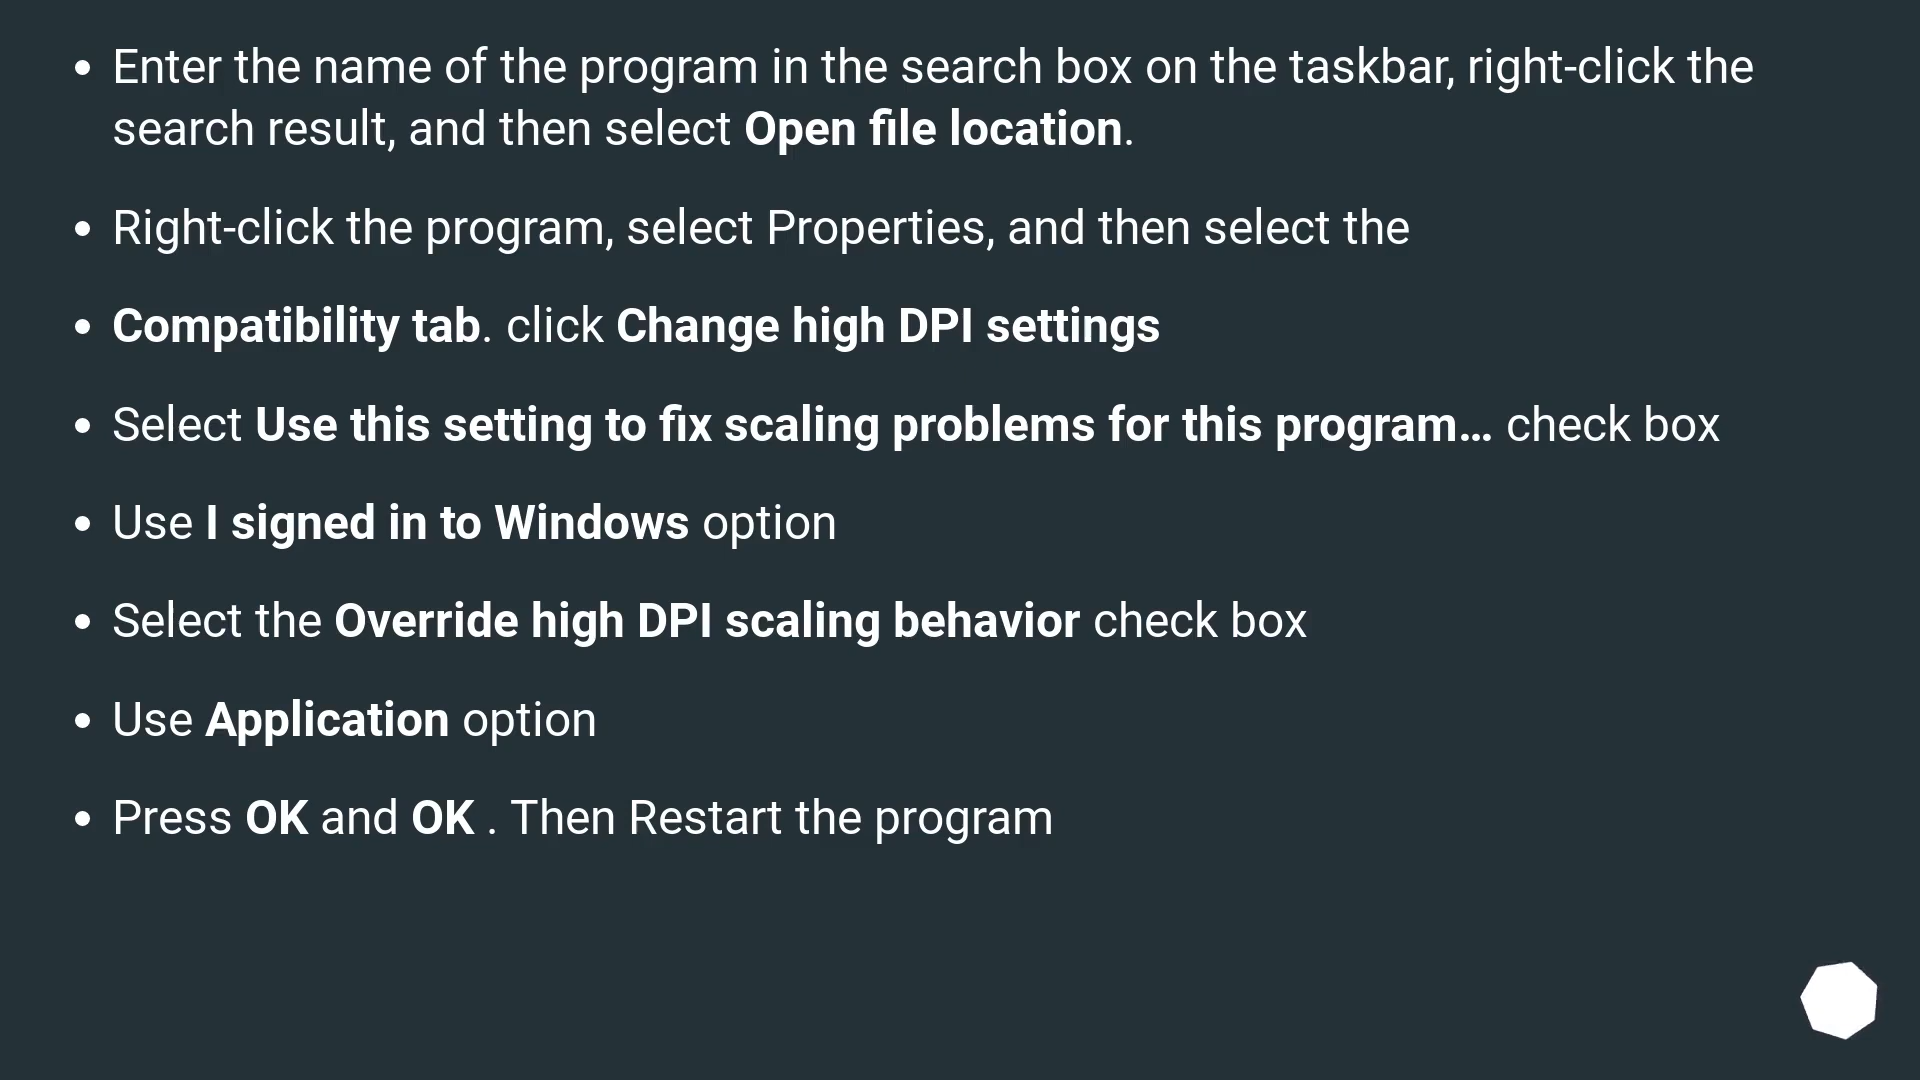 • Enter the name of the program in the search box on the taskbar, right-click the
search result, and then select Open file location.
• Right-click the program, select Properties, and then select the
• Compatibility tab. click Change high DPI settings
• Select Use this setting to fix scaling problems for this program… check box
• Use I signed in to Windows option
• Select the Override high DPI scaling behavior check box
• Use Application option
• Press OK and OK . Then Restart the program